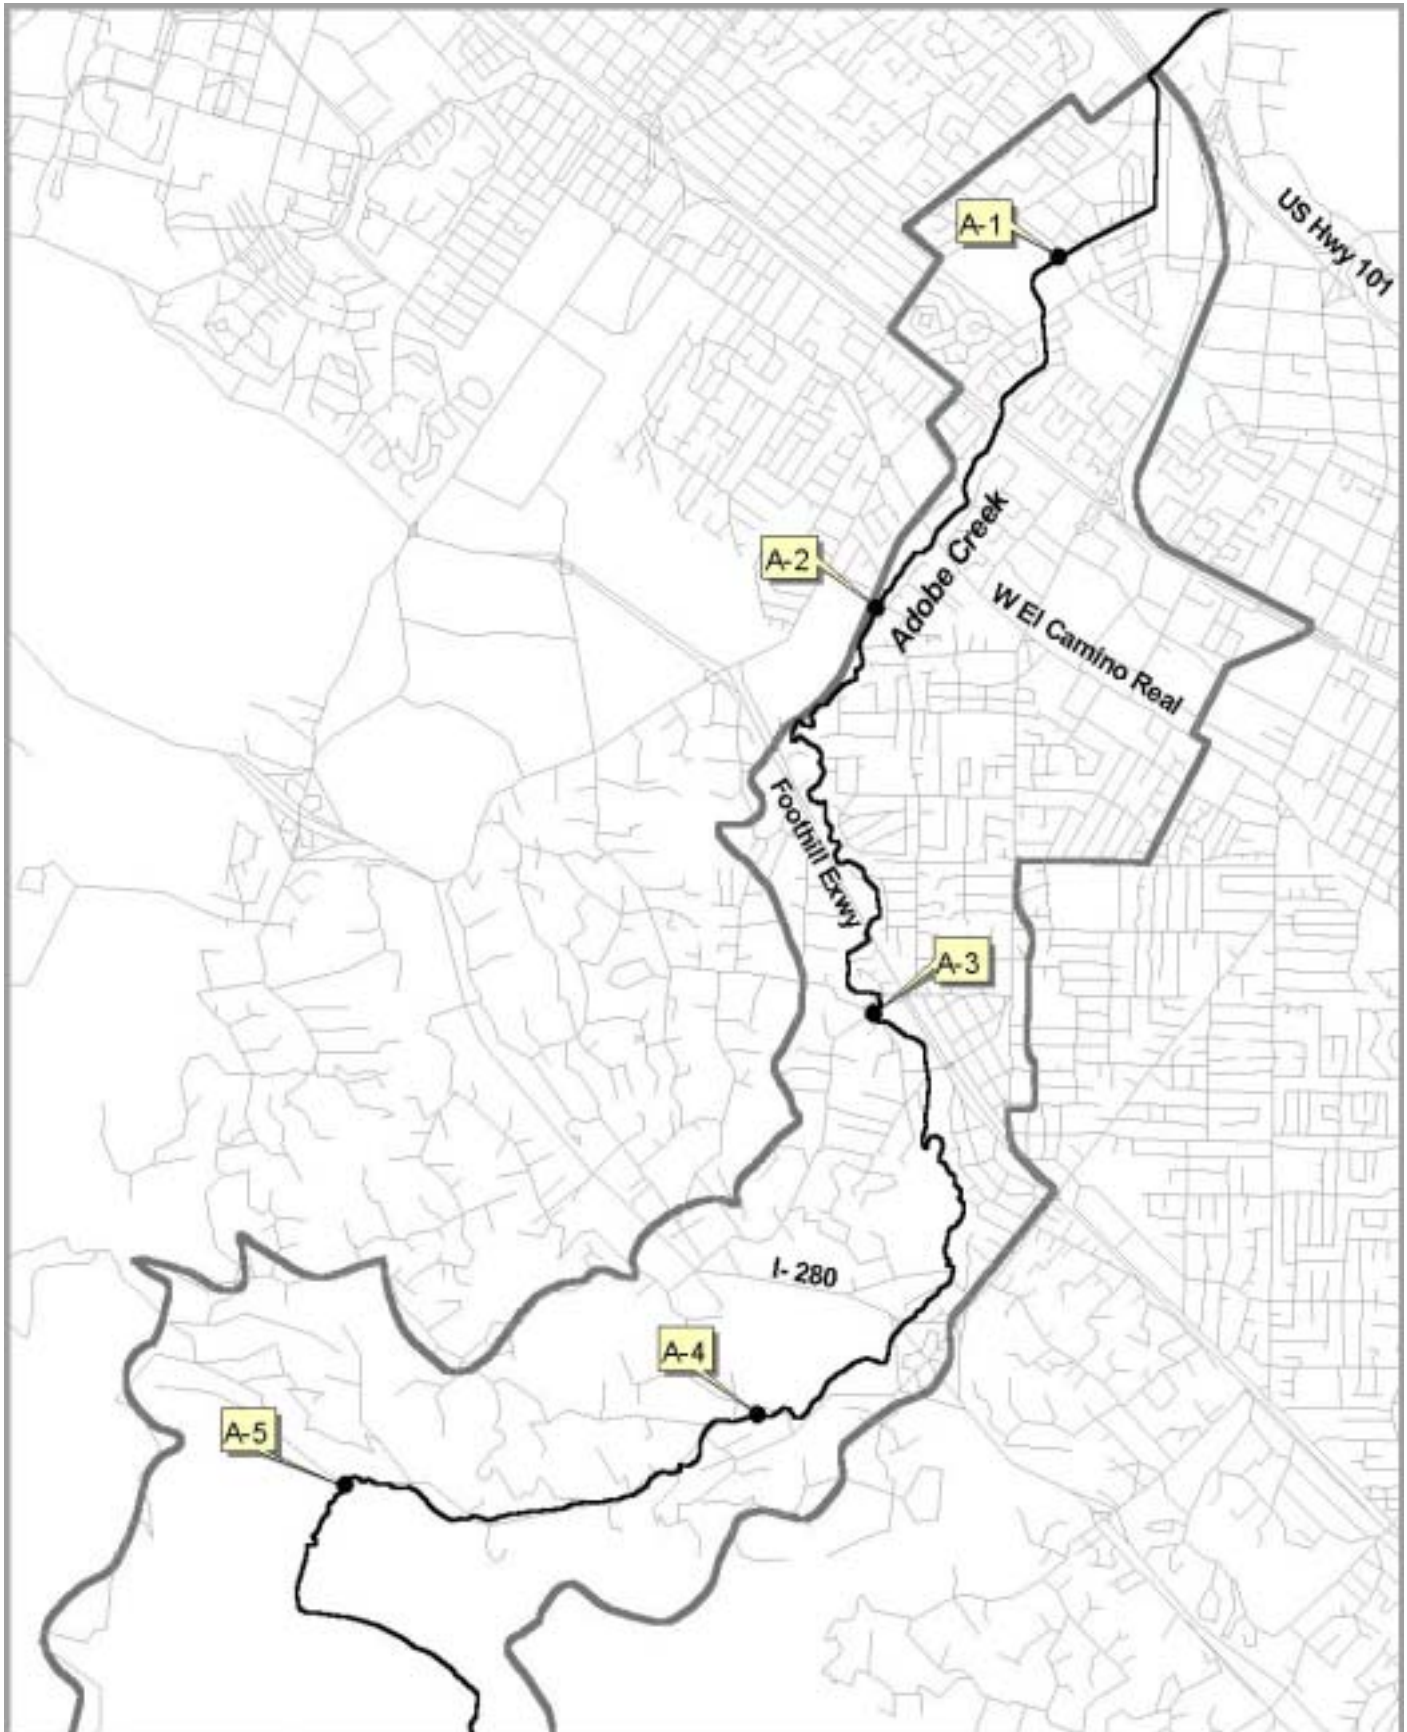 US Hwy 101
A-1
A-2
Adobe Creek
W El Camino Real
Foothill Exwy
A-3
I- 280
A-4
A-5